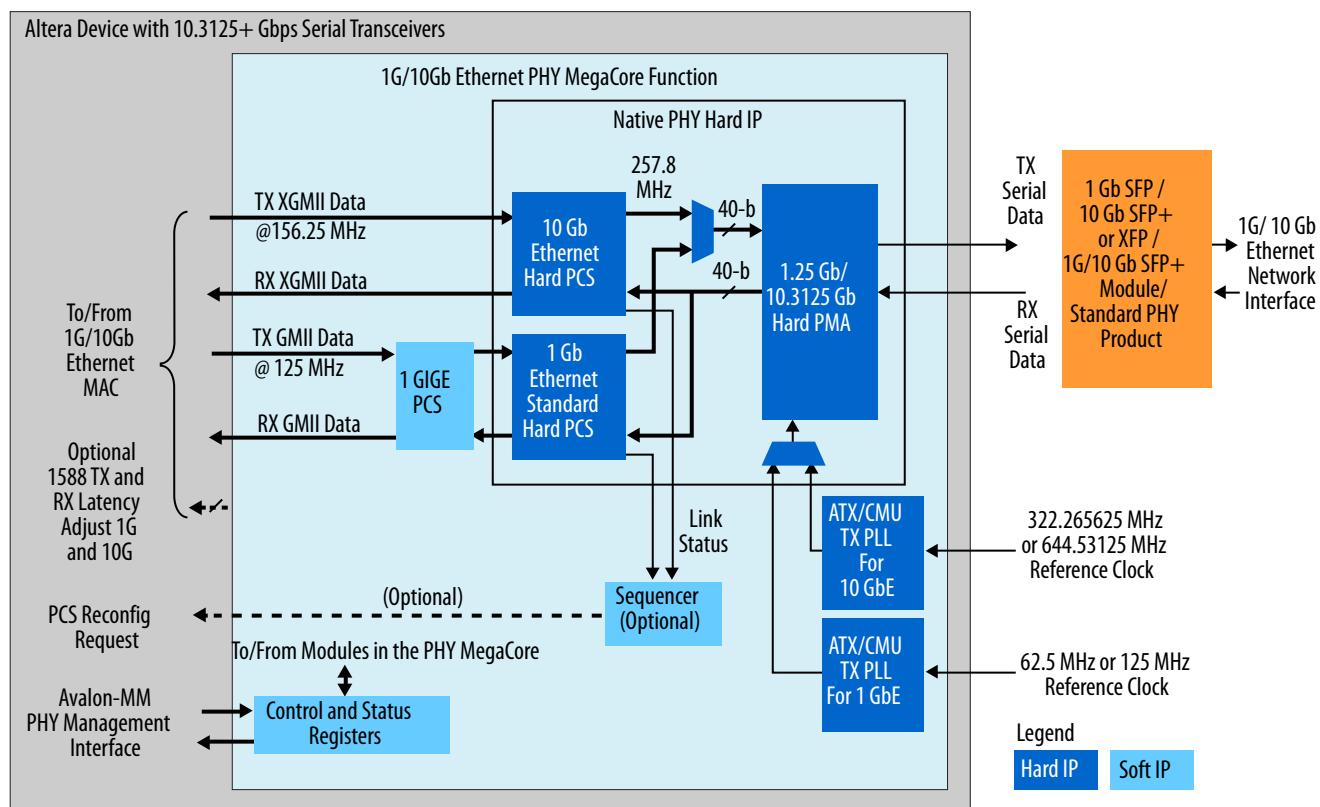 Altera Device with 10.3125+ Gbps Serial Transceivers
1G/10Gb Ethernet PHY MegaCore Function
Native PHY Hard IP
257.8
MHz
TX XGMII Data
@156.25 MHz
RX XGMII Data
TX GMII Data
@ 125 MHz
RX GMII Data
10 Gb
Ethernet
Hard PCS
40-b
40-b
1.25 Gb/
10.3125 Gb
Hard PMA
TX
Serial
Data
RX
Serial
Data
1 Gb SFP /
10 Gb SFP+
or XFP /
1G/10 Gb SFP+
Module/
Standard PHY
Product
1G/ 10 Gb
Ethernet
Network
Interface
To/From
1G/10Gb
Ethernet
MAC
1 GIGE
PCS
1 Gb
Ethernet
Standard
Hard PCS
Optional
1588 TX and
RX Latency
Adjust 1G
and 10G
Link
Status
ATX/CMU
TX PLL
For
10 GbE
322.265625 MHz
or 644.53125 MHz
Reference Clock
(Optional)
Sequencer
(Optional)
PCS Reconfig
Request
To/From Modules in the PHY MegaCore
ATX/CMU
TX PLL
For 1 GbE
62.5 MHz or 125 MHz
Reference Clock
Avalon-MM
PHY Management
Interface
Control and Status
Registers
Legend
Hard IP
Soft IP